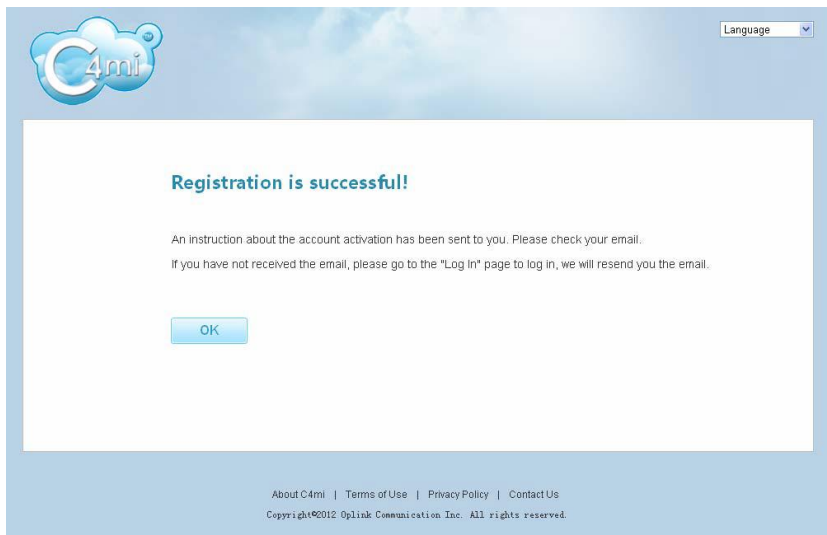 C4mi™
Language
Registration is successful!
An instruction about the account activation has been sent to you. Please check your email.
If you have not received the email, please go to the "Log In" page to log in, we will resend you the email.
OK
About C4mi | Terms of Use | Privacy Policy | Contact Us
Copyright©2012 Oplink Communication Inc. All rights reserved.